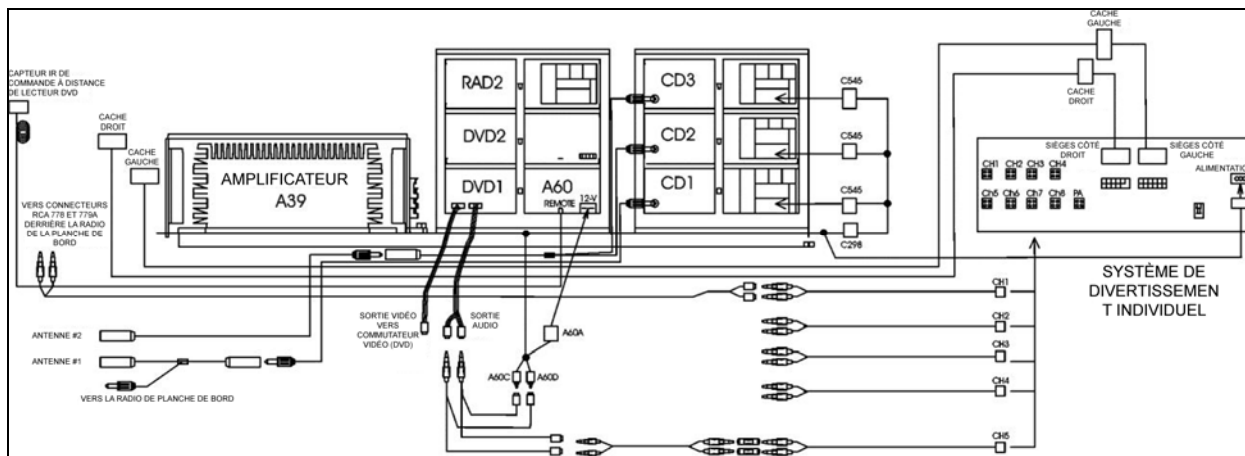 CACHE
GAUCHE
CAPTEUR IR DE
COMMANDE À DISTANCE
DE LECTEUR DVD
CACHE
DROIT
CACHE
GAUCHE
AMPLIFICATEUR
A39
VERS CONNECTEURS
RCA 778 ET 779A
DERRIÈRE LA RADIO
DE LA PLANCHE DE
BORD
RAD2
DVD2
DVD1
A60
REMOTE
12-V
CD3
CD2
CD1
C545
C545
C545
C298
CACHE
DROIT
SIÈGES CÔTÉ
DROIT
SIÈGES CÔTÉ
GAUCHE
ALIMENTATIO
CH1 CH2 CH3 CH4
Ch5 Ch6 Ch7 Ch8 PA
SYSTÈME DE
DIVERTISSEMEN
T INDIVIDUEL
ANTENNE #2
ANTENNE #1
VERS LA RADIO DE PLANCHE DE BORD
SORTIE VIDÉO
VERS
COMMUTATEUR
VIDÉO (DVD)
SORTIE
AUDIO
A60A
A60C
A60D
CH1
CH2
CH3
CH4
CH5